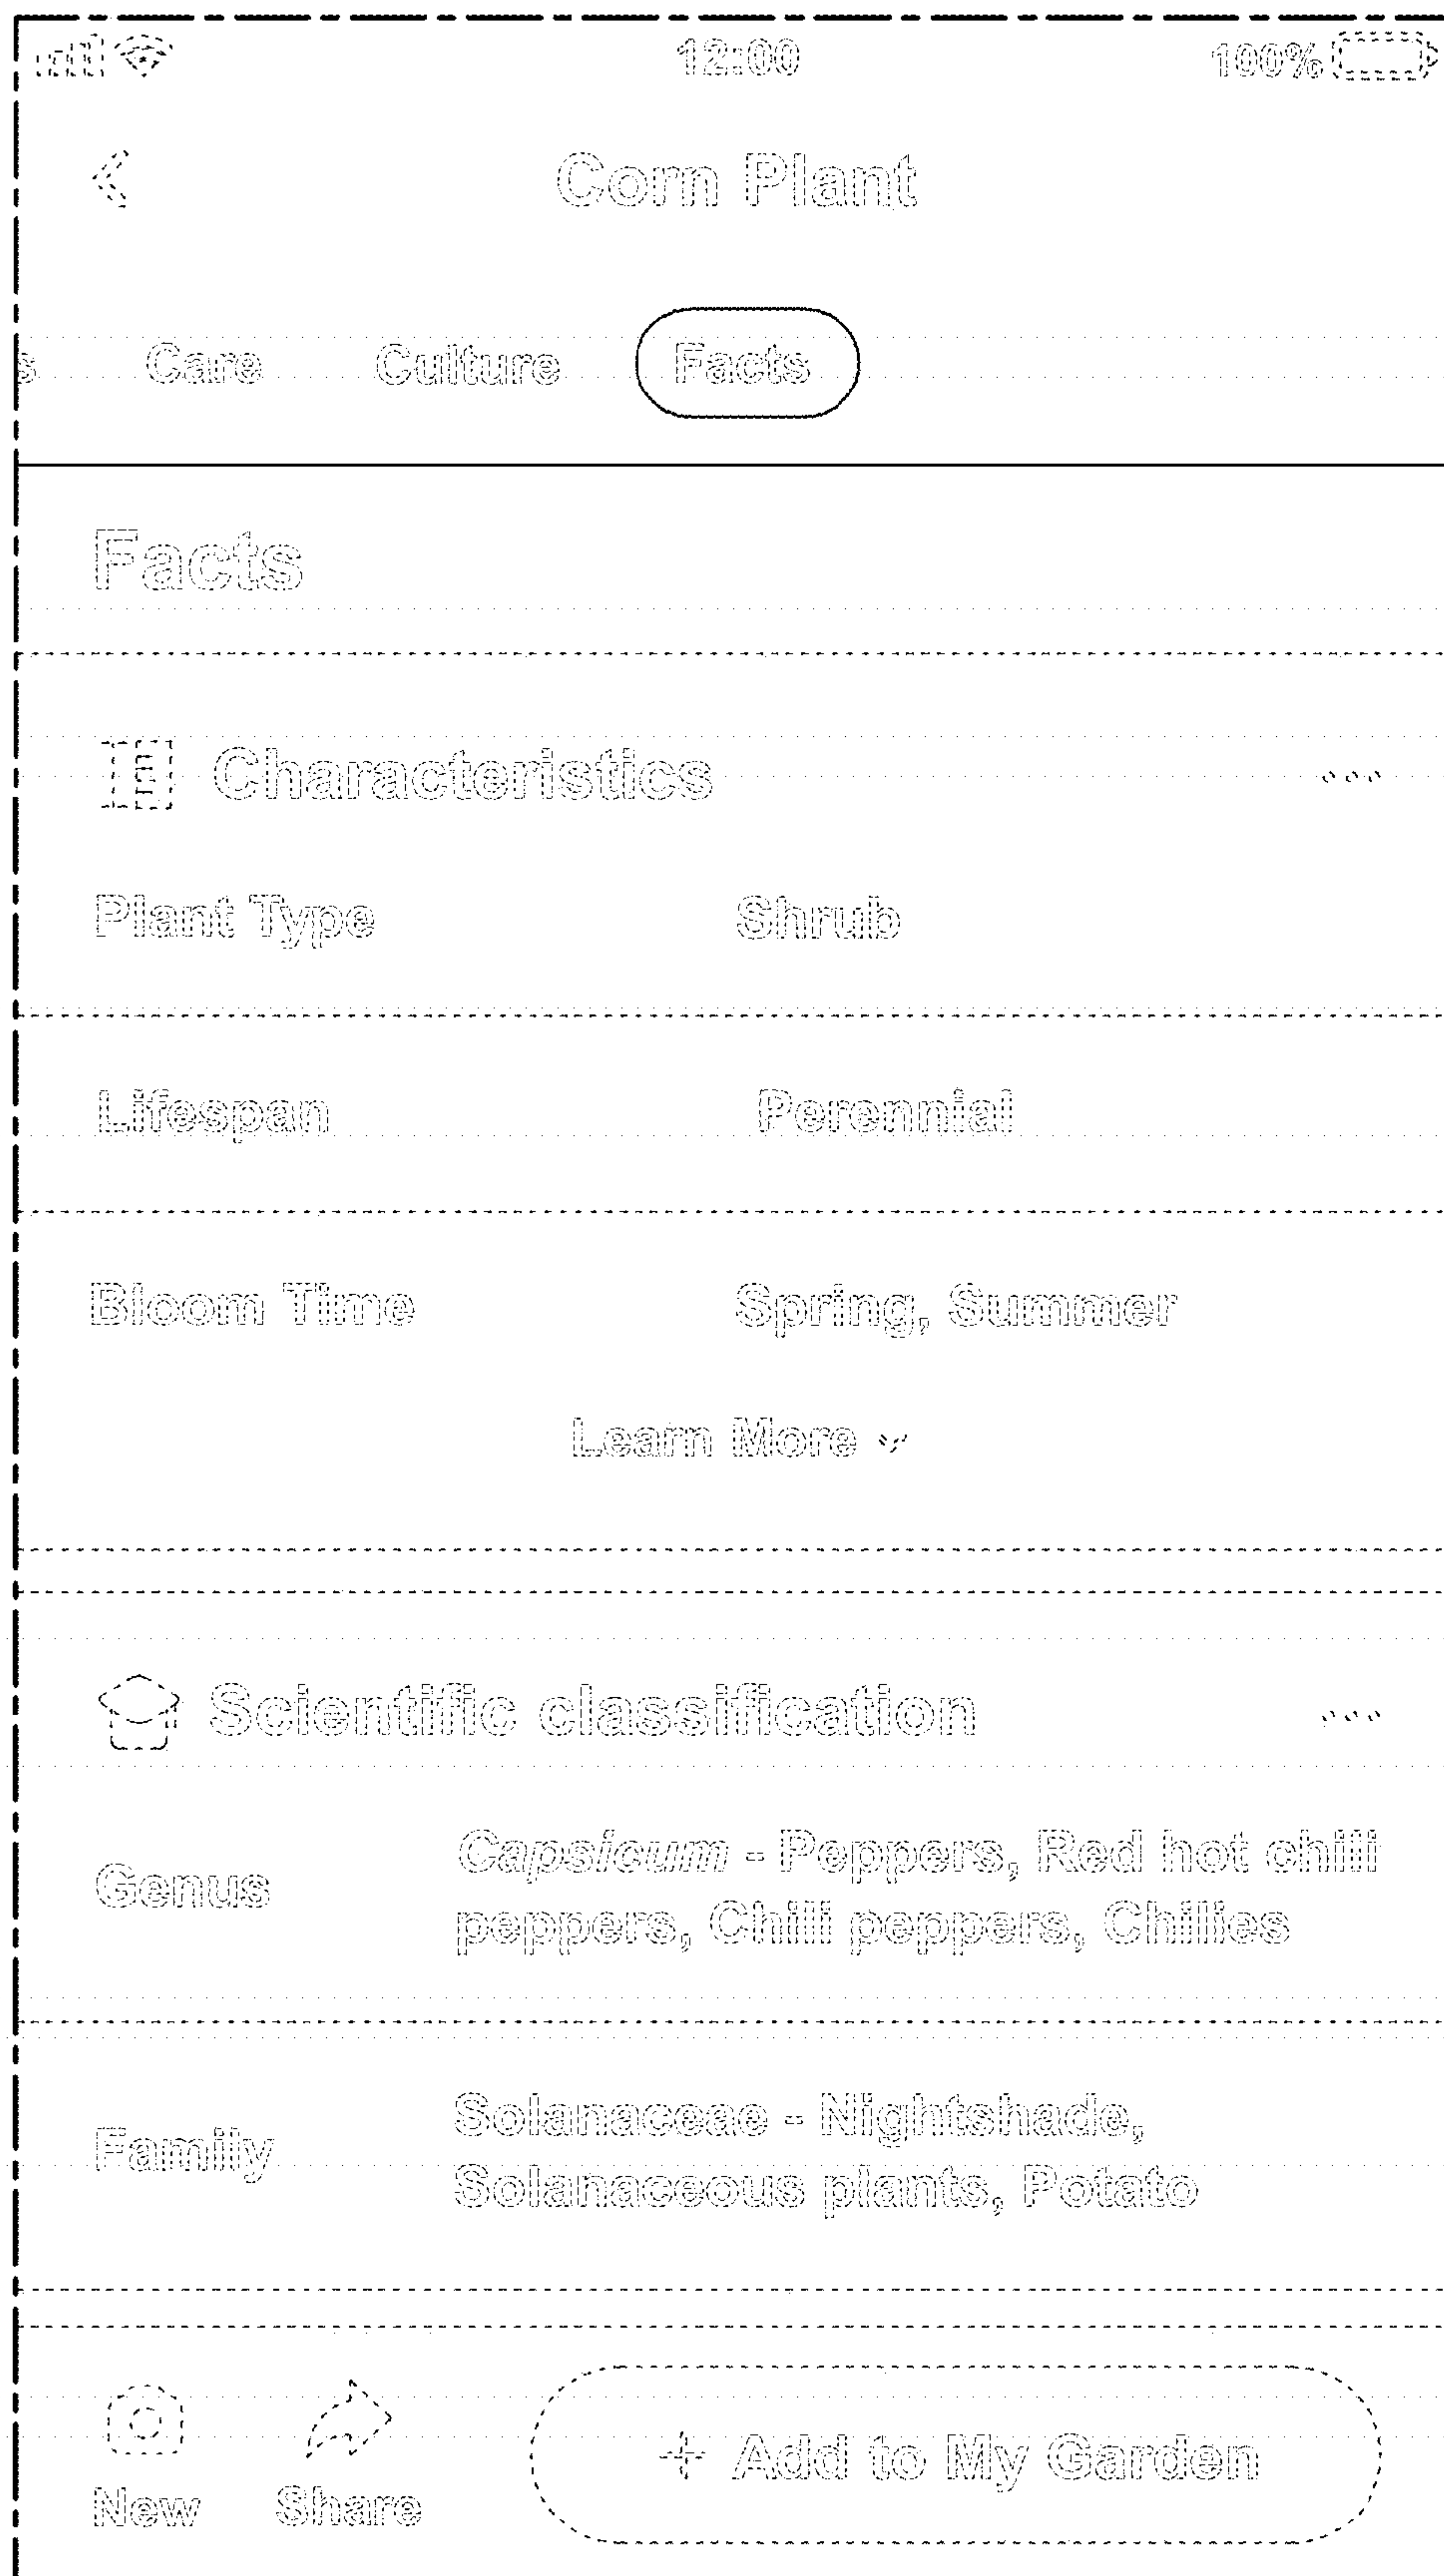 12:00 100%
Corn Plant
s Care Culture Facts
Facts
Characteristics
Plant Type Shrub
Lifespan Perennial
Bloom Time Spring, Summer
Learn More
Scientific classification
Genus
Capsicum - Peppers, Red hot chili
peppers, Chili peppers, Chilies
Family
Solanaceae - Nightshade,
Solanaceous plants, Potato
New Share
+ Add to My Garden